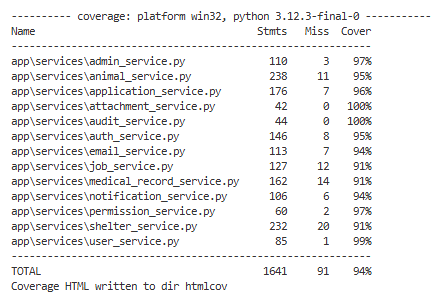 ---------- coverage: platform win32, python 3.12.3-final-0 -----------
Name                                     Stmts   Miss  Cover
------------------------------------------------------------
app\services\admin_service.py              110      3    97%
app\services\animal_service.py             238     11    95%
app\services\application_service.py        176      7    96%
app\services\attachment_service.py          42      0   100%
app\services\audit_service.py               44      0   100%
app\services\auth_service.py               146      8    95%
app\services\email_service.py              113      7    94%
app\services\job_service.py                127     12    91%
app\services\medical_record_service.py     162     14    91%
app\services\notification_service.py       106      6    94%
app\services\permission_service.py          60      2    97%
app\services\shelter_service.py            232     20    91%
app\services\user_service.py                85      1    99%
------------------------------------------------------------
TOTAL                                     1641     91    94%
Coverage HTML written to dir htmlcov